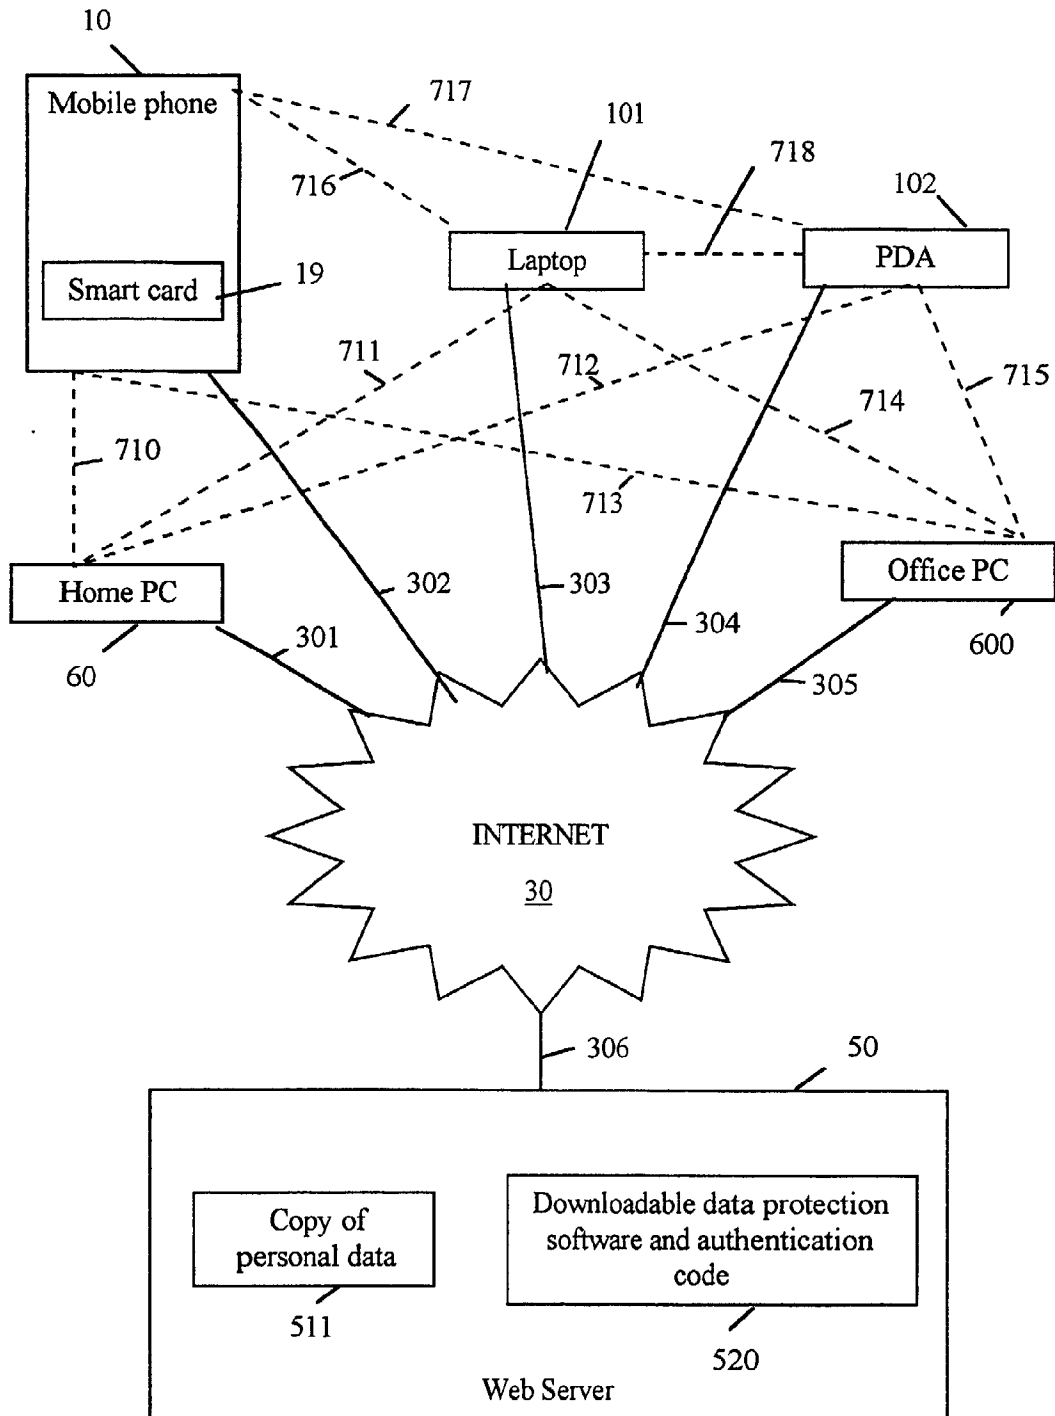 10
Mobile phone
717
101
718
716
102
Laptop
PDA
Smart card
19
711
712
715
714
710
713
Home PC
302
303
304
Office PC
301
60
600
305
INTERNET
30
306
50
Copy of
personal data
Downloadable data protection
software and authentication
code
511
520
Web Server